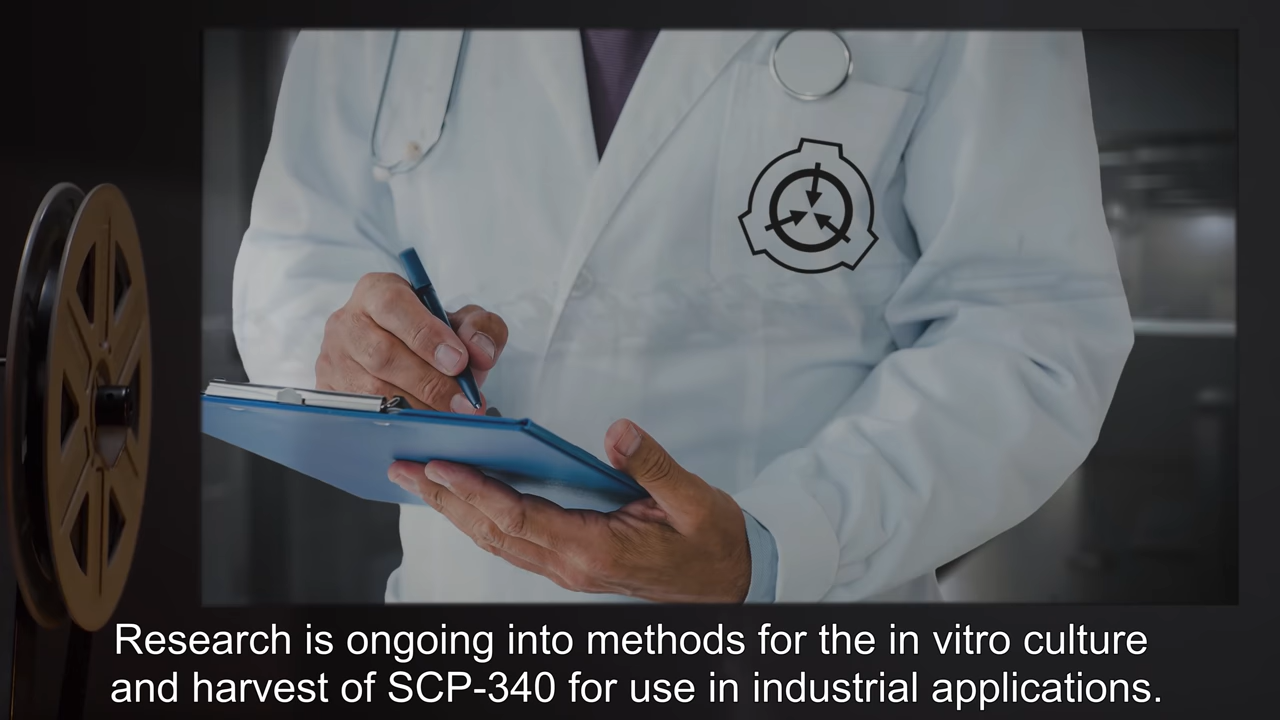 Research is ongoing into methods for the in vitro culture
and harvest of SCP-340 for use in industrial applications.